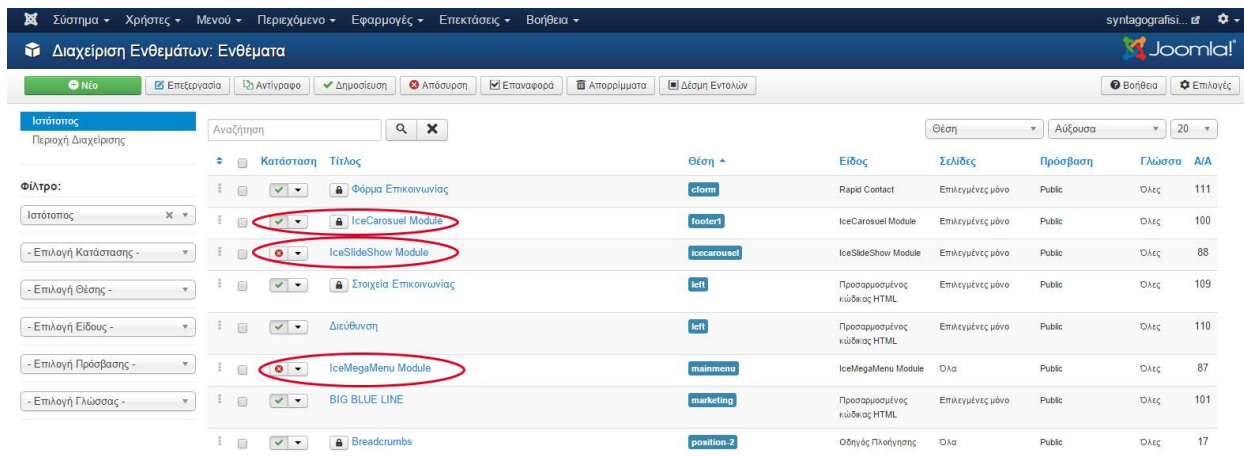 Σύστημα Χρήστες Μενού Περιεχόμενο Εφαρμογές Επεκτάσεις Βοήθεια syntagografisi...
Διαχείριση Ενθεμάτων: Ενθέματα Joomla!
Νέο Επεξεργασία Αντίγραφο Δημοσίευση Απόσυρση Επαναφορά Απορρίμματα Δέσμη Εντολών Βοήθεια Επιλογές
Ιστότοπος
Περιοχή Διαχείρισης
Φίλτρο:
Ιστότοπος
- Επιλογή Κατάστασης -
- Επιλογή Θέσης -
- Επιλογή Είδους -
- Επιλογή Πρόσβασης -
- Επιλογή Γλώσσας -
Αναζήτηση Θέση Αύξουσα 20
Κατάσταση Τίτλος Θέση Είδος Σελίδες Πρόσβαση Γλώσσα Α/Α
Φόρμα Επικοινωνίας cform Rapid Contact Επιλεγμένες μόνο Public Όλες 111
IceCarosuel Module footer1 IceCarosuel Module Επιλεγμένες μόνο Public Όλες 100
IceSlideShow Module icecarousel IceSlideShow Module Επιλεγμένες μόνο Public Όλες 88
Στοιχεία Επικοινωνίας left Προσαρμοσμένος κώδικας HTML Επιλεγμένες μόνο Public Όλες 109
Διεύθυνση left Προσαρμοσμένος κώδικας HTML Επιλεγμένες μόνο Public Όλες 110
IceMegaMenu Module mainmenu IceMegaMenu Module Όλα Public Όλες 87
BIG BLUE LINE marketing Προσαρμοσμένος κώδικας HTML Επιλεγμένες μόνο Public Όλες 101
Breadcrumbs position-2 Οδηγός Πλοήγησης Όλα Public Όλες 17